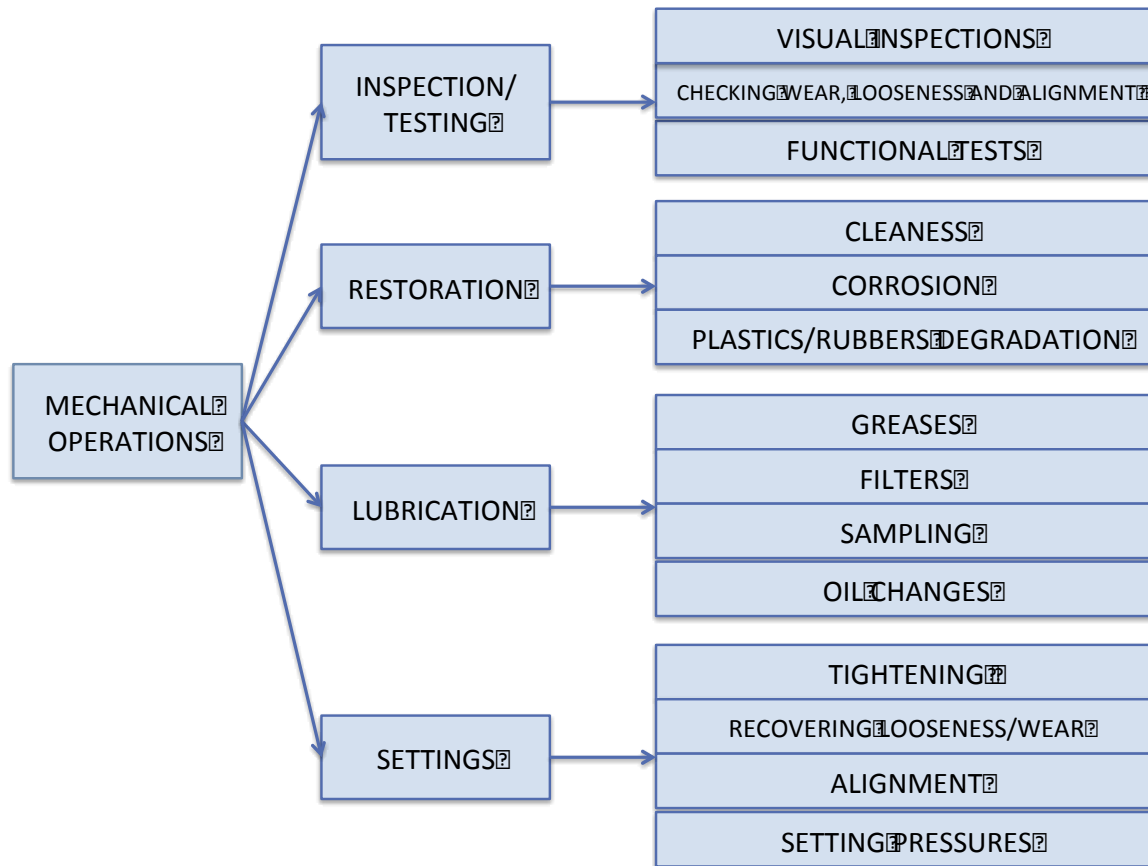 MECHANICAL
OPERATIONS
INSPECTION/
TESTING
VISUAL INSPECTIONS
CHECKING WEAR, LOOSENESS AND ALIGNMENT
FUNCTIONAL TESTS
RESTORATION
CLEANESS
CORROSION
PLASTICS/RUBBERS DEGRADATION
LUBRICATION
GREASES
FILTERS
SAMPLING
OIL CHANGES
SETTINGS
TIGHTENING
RECOVERING LOOSENESS/WEAR
ALIGNMENT
SETTING PRESSURES